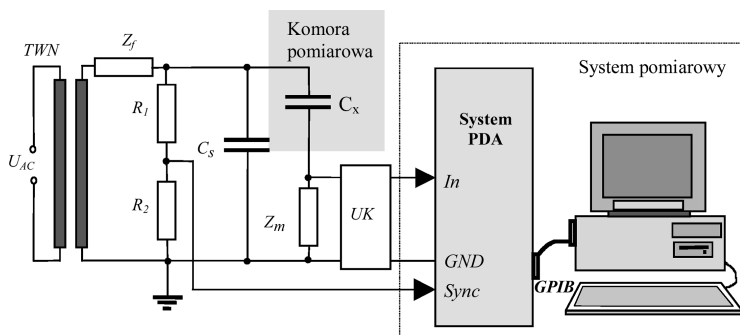 Komora
pomiarowa
TWN
Z_f
System pomiarowy
R_1
C_x
System
PDA
C_s
U_AC
In
R_2
UK
Z_m
GND
GPIB
Sync